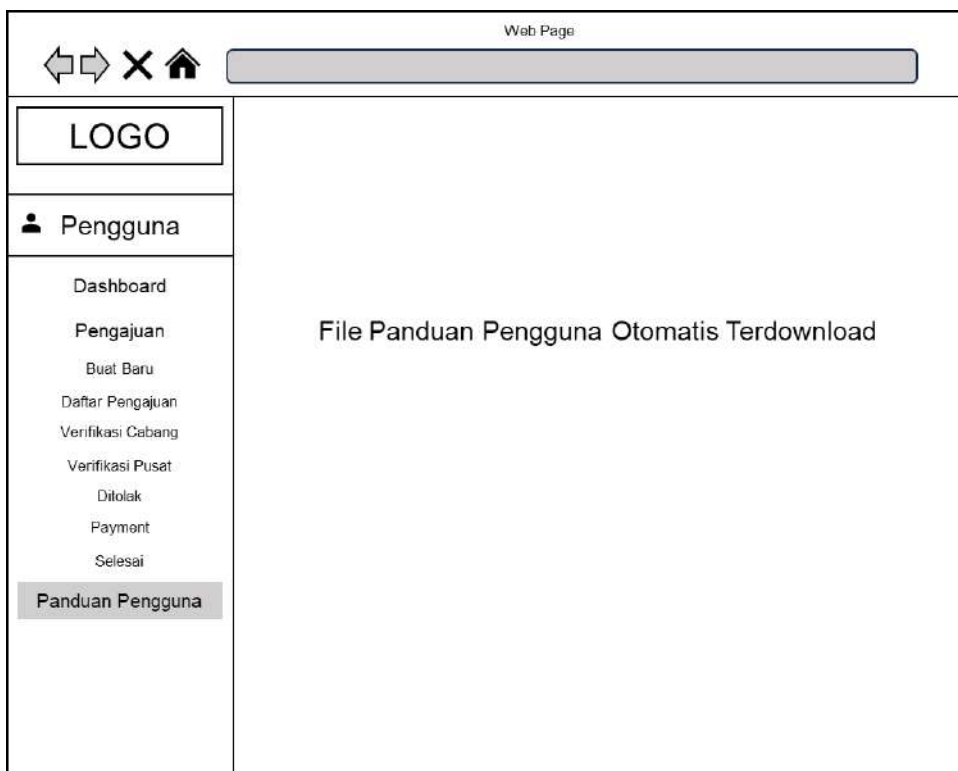 Web Page
LOGO
Pengguna
Dashboard
Pengajuan
Buat Baru
Daftar Pengajuan
Verifikasi Cabang
Verifikasi Pusat
Ditolak
Payment
Selesai
Panduan Pengguna
File Panduan Pengguna Otomatis Terdownload